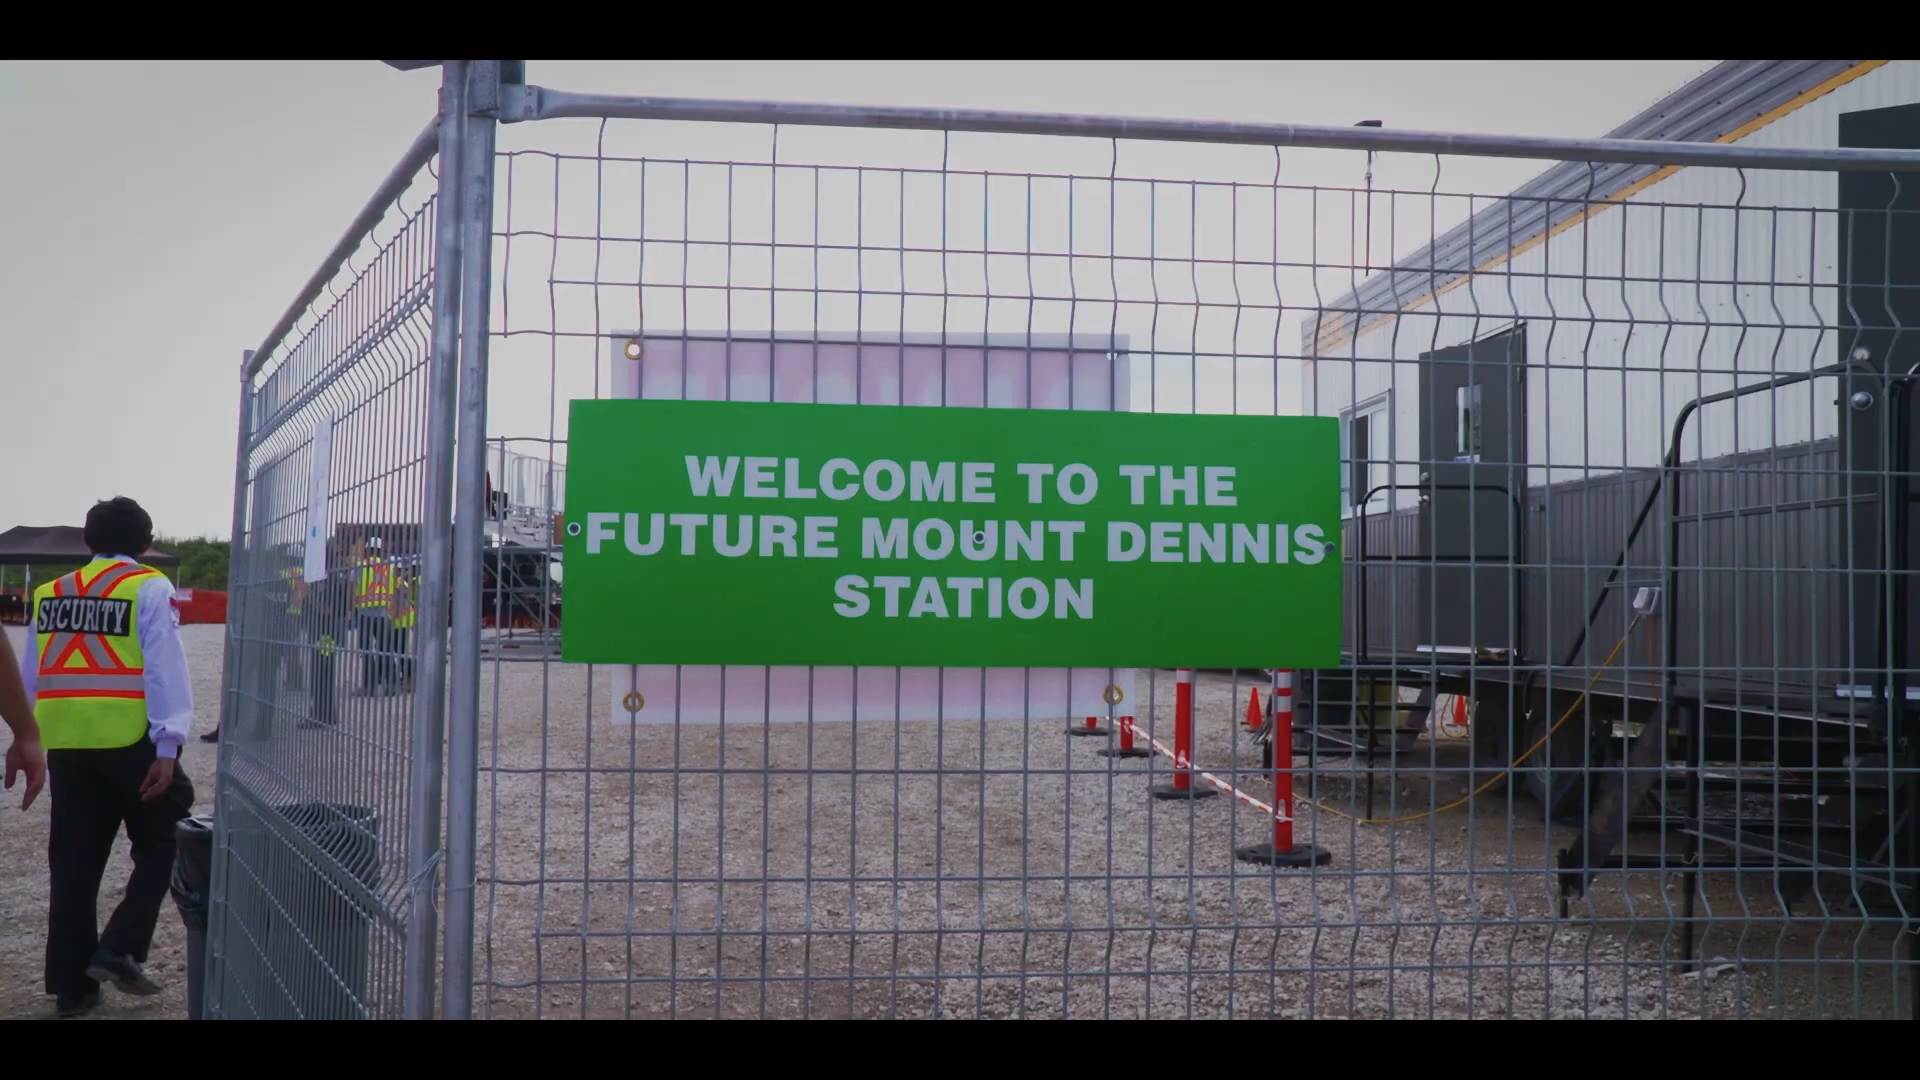 WELCOME TO THE
FUTURE MOUNT DENNIS
STATION
SECURITY